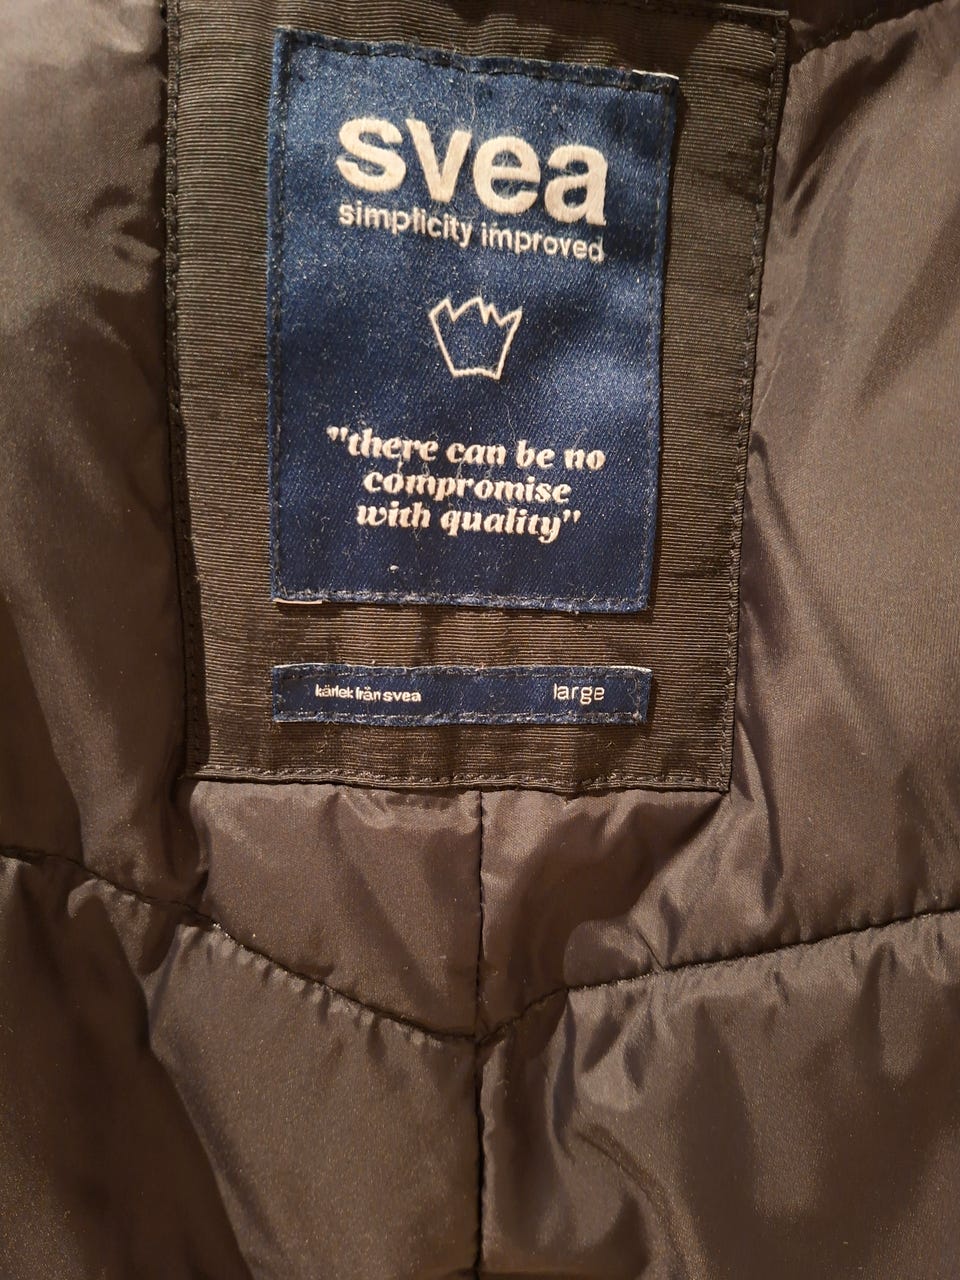 svea
simplicity improved
"there can be no
compromise
with quality"
kärlek från svea
large